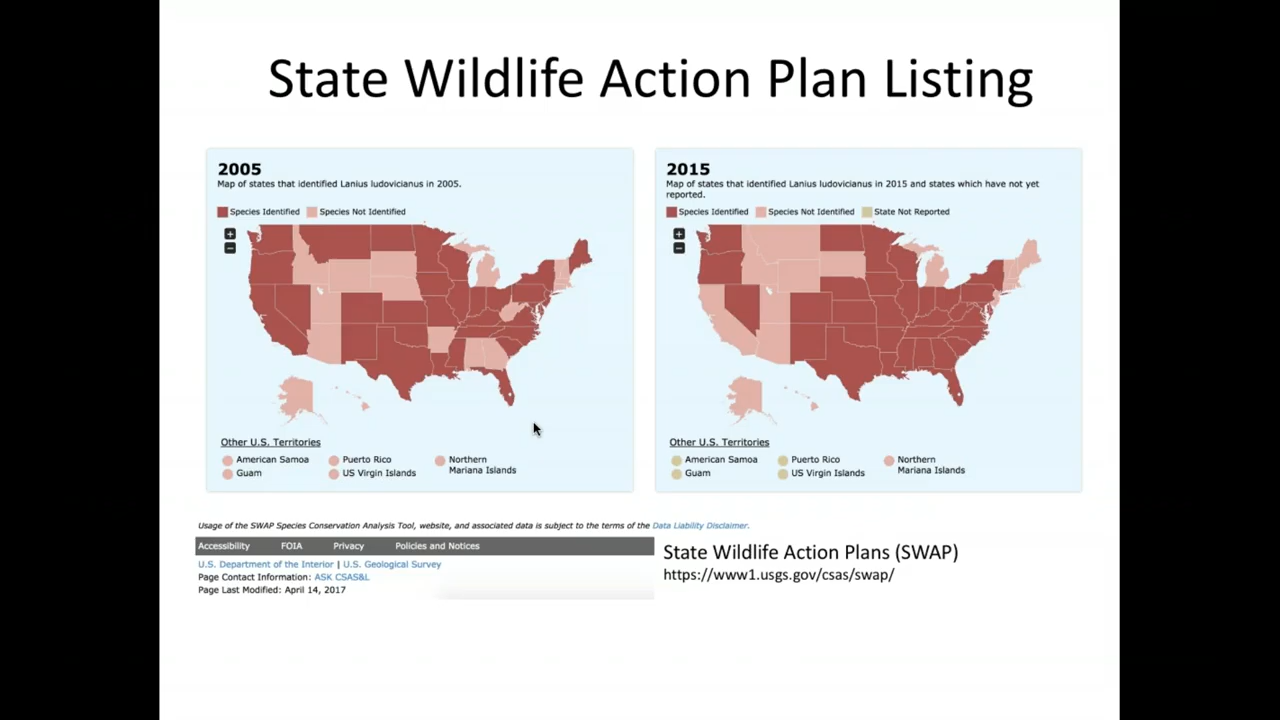 State Wildlife Action Plan Listing
2005
Map of states that identified Lanius ludovicianus in 2005.
Species Identified
Species Not Identified
+
−
Other U.S. Territories
American Samoa
Puerto Rico
Northern
Mariana Islands
Guam
US Virgin Islands
2015
Map of states that identified Lanius ludovicianus in 2015 and states which have not yet
reported.
Species Identified
Species Not Identified
State Not Reported
+
−
Other U.S. Territories
American Samoa
Puerto Rico
Northern
Mariana Islands
Guam
US Virgin Islands
Usage of the SWAP Species Conservation Analysis Tool, website, and associated data is subject to the terms of the Data Liability Disclaimer.
Accessibility FOIA Privacy Policies and Notices
U.S. Department of the Interior | U.S. Geological Survey
Page Contact Information: ASK CSAS&L
Page Last Modified: April 14, 2017
State Wildlife Action Plans (SWAP)
https://www1.usgs.gov/csas/swap/